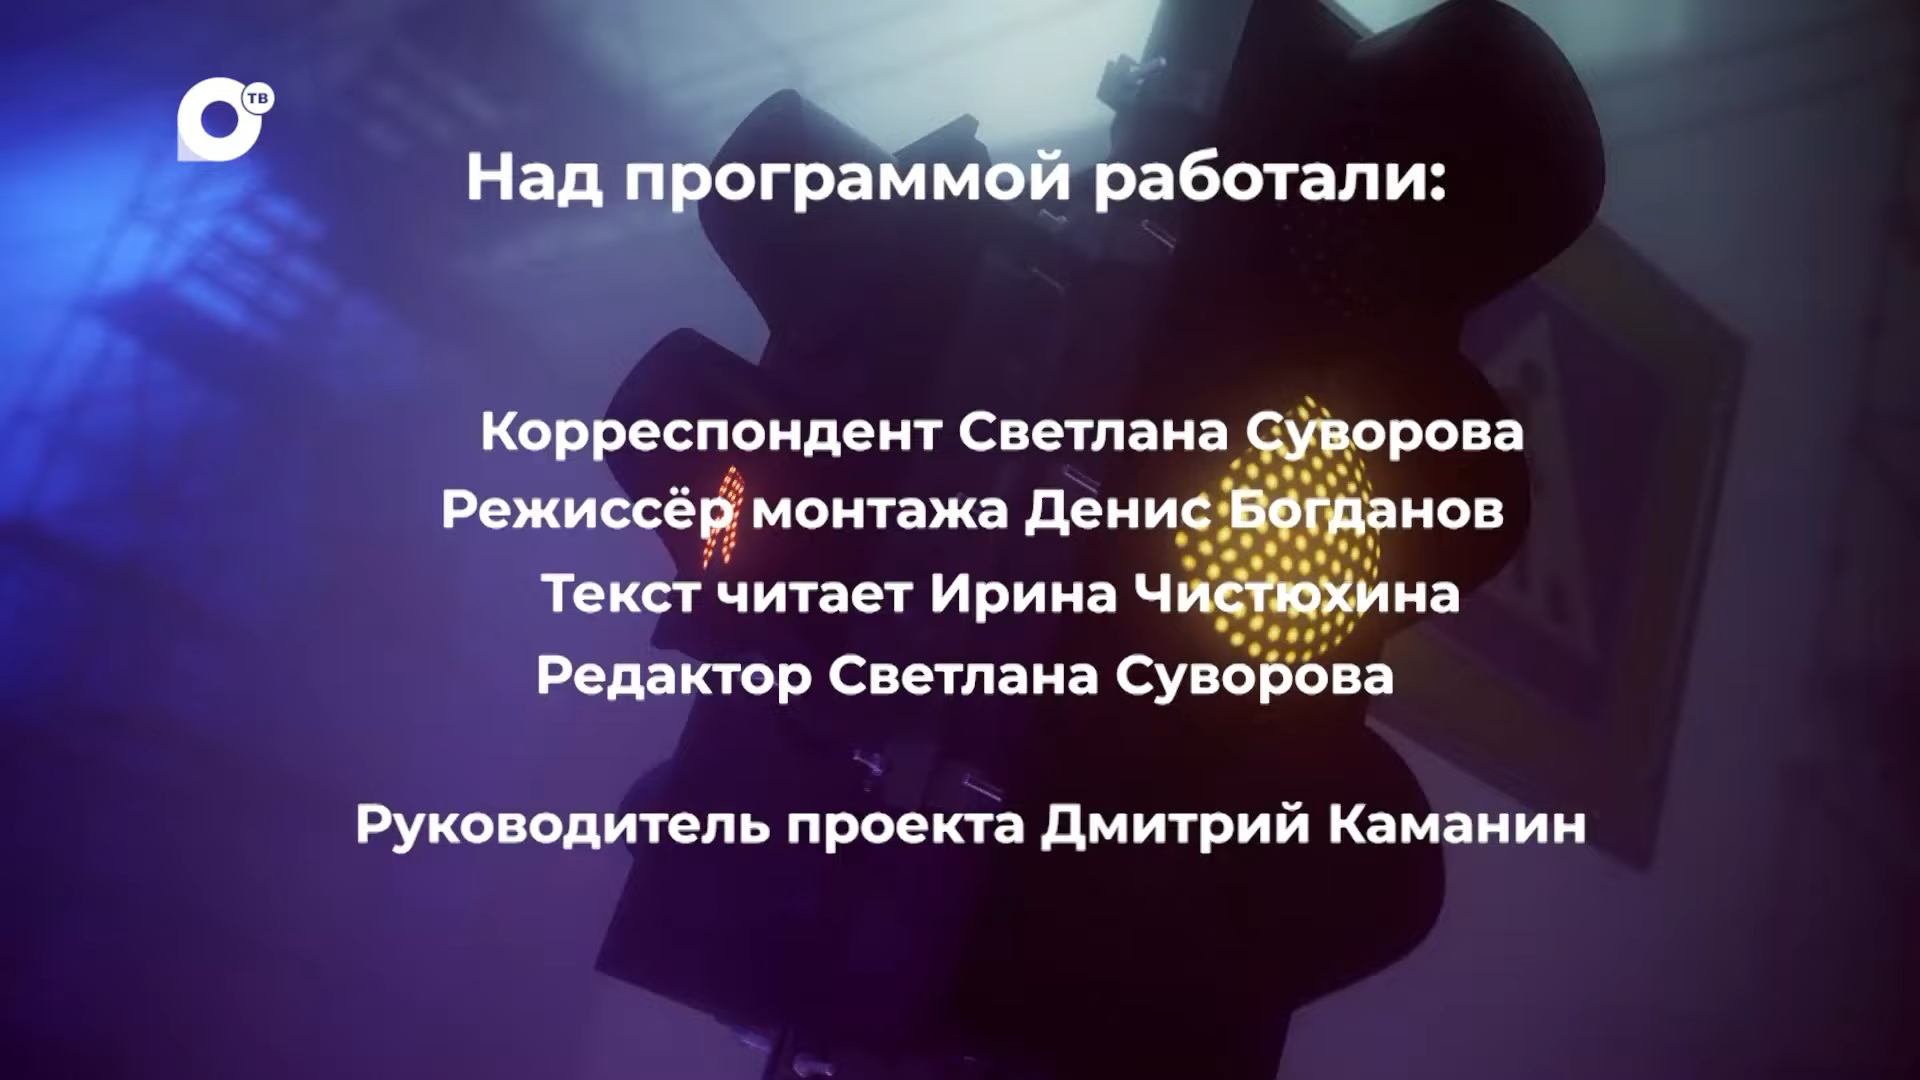 ТВ
Над программой работали:
Корреспондент Светлана Суворова
Режиссёр монтажа Денис Богданов
Текст читает Ирина Чистюхина
Редактор Светлана Суворова
Руководитель проекта Дмитрий Каманин